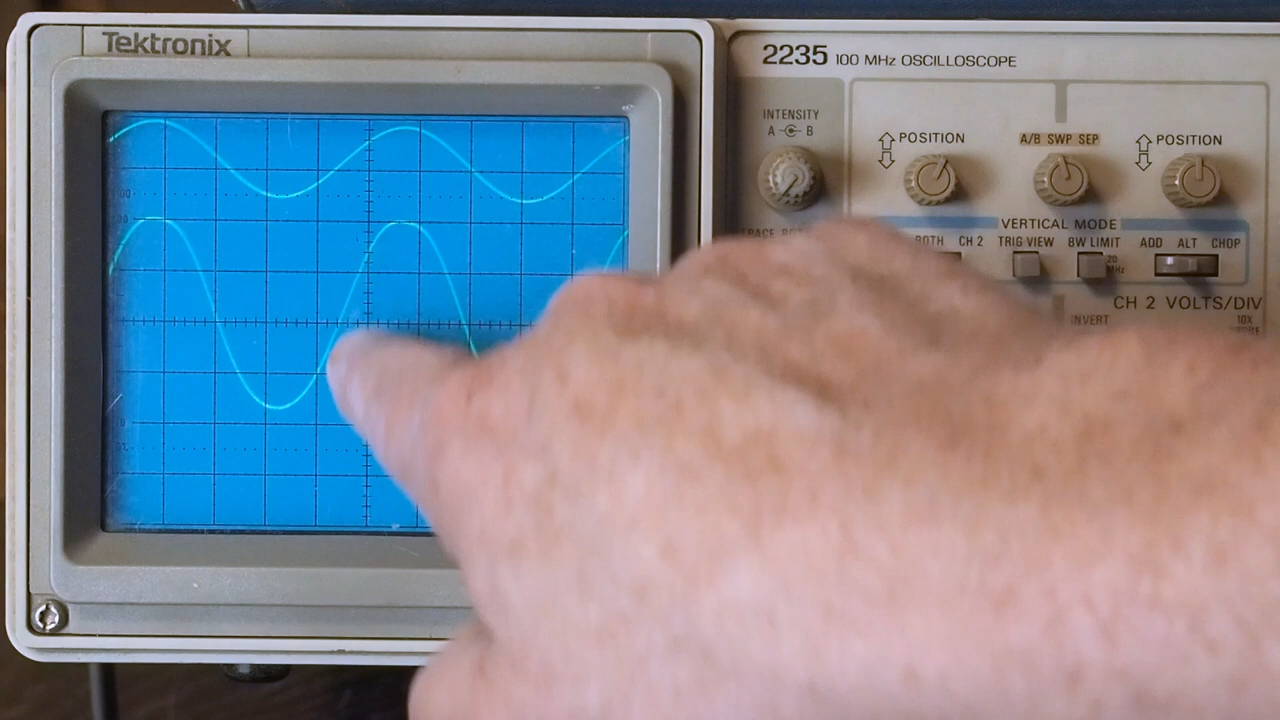 Tektronix
2235 100 MHz OSCILLOSCOPE
INTENSITY
A B
POSITION
A/B SWP SEP
POSITION
VERTICAL MODE
BOTH CH 2 TRIG VIEW BW LIMIT ADD ALT CHOP
20
MHz
CH 2 VOLTS/DIV
INVERT
10X